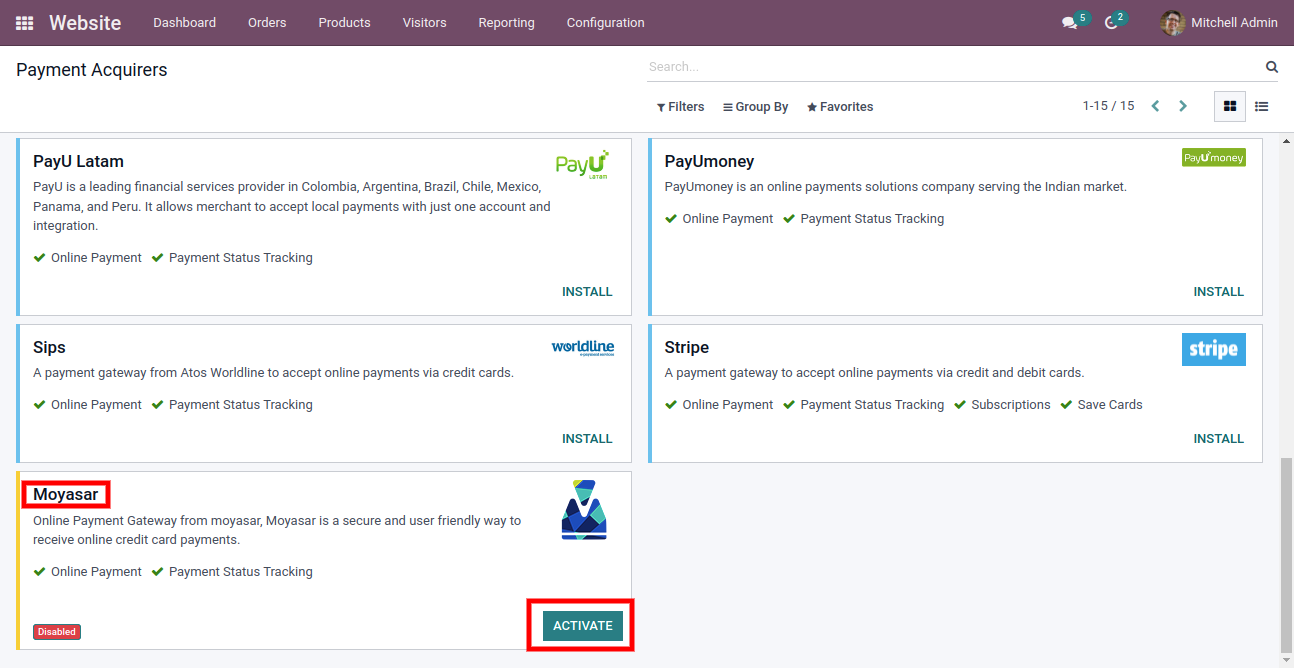 Website Dashboard Orders Products Visitors Reporting Configuration 5 2 Mitchell Admin
Payment Acquirers
Search...
Filters Group By Favorites 1-15 / 15
PayU Latam
PayU
LATAM
PayU is a leading financial services provider in Colombia, Argentina, Brazil, Chile, Mexico,
Panama, and Peru. It allows merchant to accept local payments with just one account and
integration.
Online Payment Payment Status Tracking
INSTALL
PayUmoney
PayUmoney
PayUmoney is an online payments solutions company serving the Indian market.
Online Payment Payment Status Tracking
INSTALL
Sips
worldline
e-payment services
A payment gateway from Atos Worldline to accept online payments via credit cards.
Online Payment Payment Status Tracking
INSTALL
Stripe
stripe
A payment gateway to accept online payments via credit and debit cards.
Online Payment Payment Status Tracking Subscriptions Save Cards
INSTALL
Moyasar
Online Payment Gateway from moyasar, Moyasar is a secure and user friendly way to
receive online credit card payments.
Online Payment Payment Status Tracking
Disabled
ACTIVATE